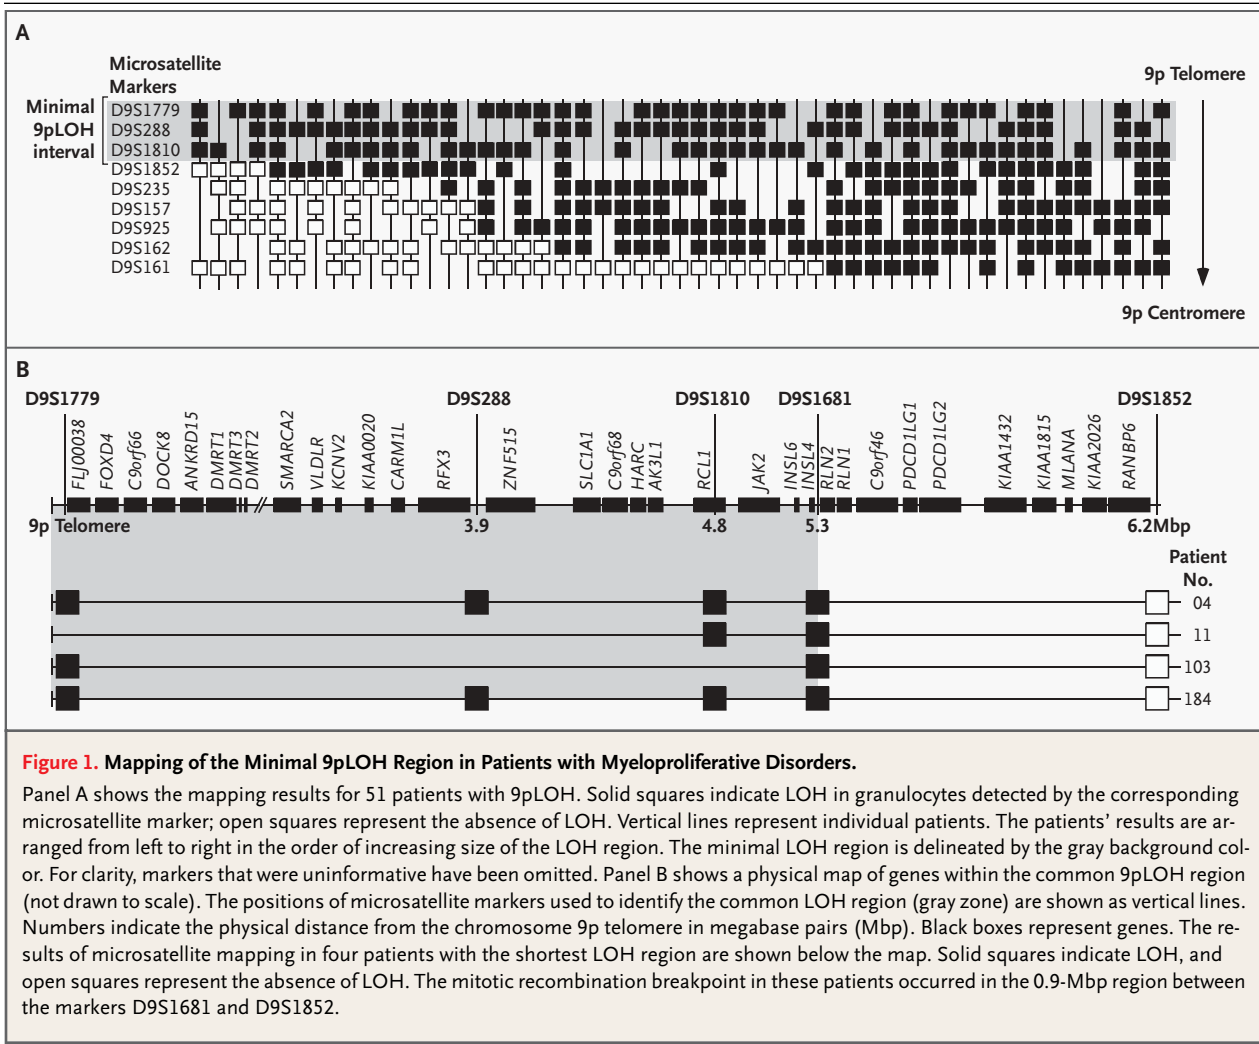 A
Microsatellite
Markers
9p Telomere
Minimal
9pLOH
interval
D9S1779
D9S288
D9S1810
D9S1852
D9S235
D9S157
D9S925
D9S162
D9S161
9p Centromere
B
D9S1779 D9S288 D9S1810 D9S1681 D9S1852
FLJ00038 FOXD4 C9orf66 DOCK8 ANKRD15 DMRT1 DMRT3 DMRT2 SMARCA2 VLDLR KCNV2 KIAA0020 CARM1L RFX3 ZNF515 SLC1A1 C9orf68 HARC AK3L1 RCL1 JAK2 INSL6 INSL4 RLN2 RLN1 C9orf46 PDCD1LG1 PDCD1LG2 KIAA1432 KIAA1815 MLANA KIAA2026 RANBP6
9p Telomere 3.9 4.8 5.3 6.2Mbp
Patient
No.
04
11
103
184
Figure 1. Mapping of the Minimal 9pLOH Region in Patients with Myeloproliferative Disorders.
Panel A shows the mapping results for 51 patients with 9pLOH. Solid squares indicate LOH in granulocytes detected by the corresponding
microsatellite marker; open squares represent the absence of LOH. Vertical lines represent individual patients. The patients' results are ar-
ranged from left to right in the order of increasing size of the LOH region. The minimal LOH region is delineated by the gray background col-
or. For clarity, markers that were uninformative have been omitted. Panel B shows a physical map of genes within the common 9pLOH region
(not drawn to scale). The positions of microsatellite markers used to identify the common LOH region (gray zone) are shown as vertical lines.
Numbers indicate the physical distance from the chromosome 9p telomere in megabase pairs (Mbp). Black boxes represent genes. The re-
sults of microsatellite mapping in four patients with the shortest LOH region are shown below the map. Solid squares indicate LOH, and
open squares represent the absence of LOH. The mitotic recombination breakpoint in these patients occurred in the 0.9-Mbp region between
the markers D9S1681 and D9S1852.